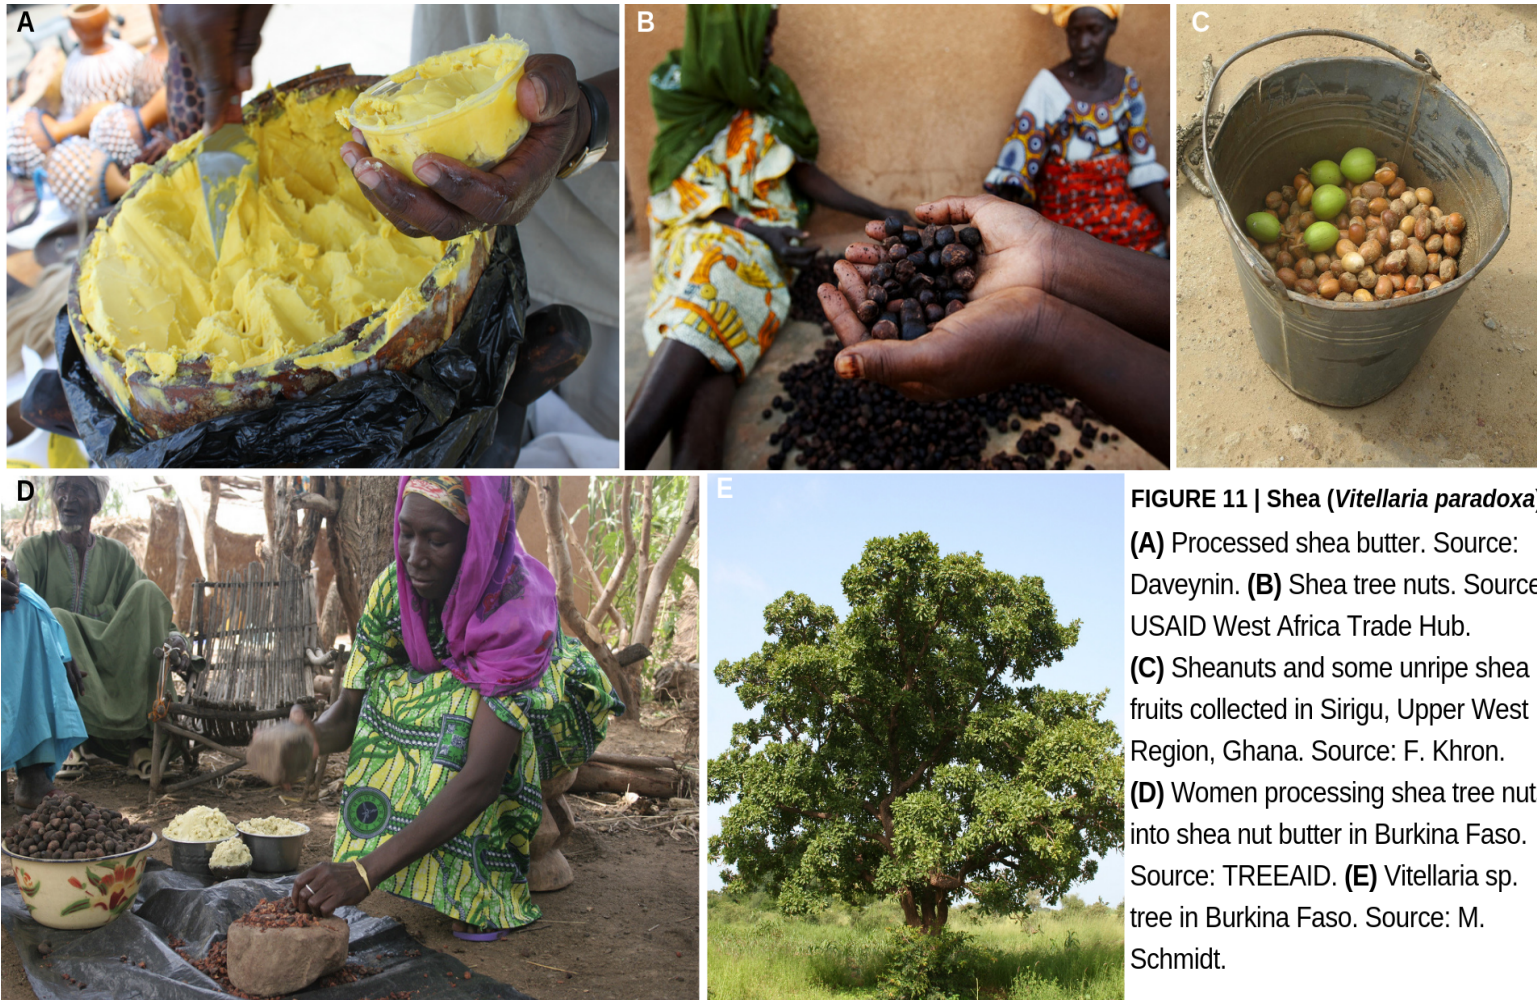 A
B
C
D
E
FIGURE 11 | Shea (Vitellaria paradoxa)
(A) Processed shea butter. Source:
Daveynin. (B) Shea tree nuts. Source
USAID West Africa Trade Hub.
(C) Sheanuts and some unripe shea
fruits collected in Sirigu, Upper West
Region, Ghana. Source: F. Khron.
(D) Women processing shea tree nut
into shea nut butter in Burkina Faso.
Source: TREEAID. (E) Vitellaria sp.
tree in Burkina Faso. Source: M.
Schmidt.